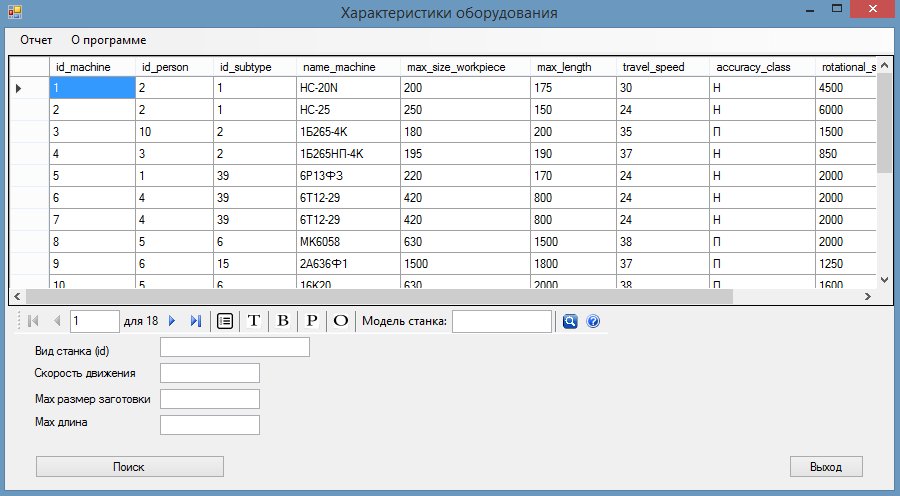 Характеристики оборудования
Отчет О программе
id_machine id_person id_subtype name_machine max_size_workpiece max_length travel_speed accuracy_class rotational_s
1 2 1 НС-20N 200 175 30 Н 4500
2 2 1 НС-25 250 150 24 Н 6000
3 10 2 1Б265-4К 180 200 35 П 1500
4 3 2 1Б265НП-4К 195 190 37 Н 850
5 1 39 6Р13ФЗ 220 170 24 Н 2000
6 4 39 6Т12-29 420 800 24 Н 2000
7 4 39 6Т12-29 420 800 24 Н 2000
8 5 6 МК6058 630 1500 38 П 2000
9 6 15 2А636Ф1 1500 1800 37 П 1250
10 5 6 16К20 630 2000 38 П 1600
1 для 18 Т В Р О Модель станка:
Вид станка (id)
Скорость движения
Мах размер заготовки
Мах длина
Поиск Выход